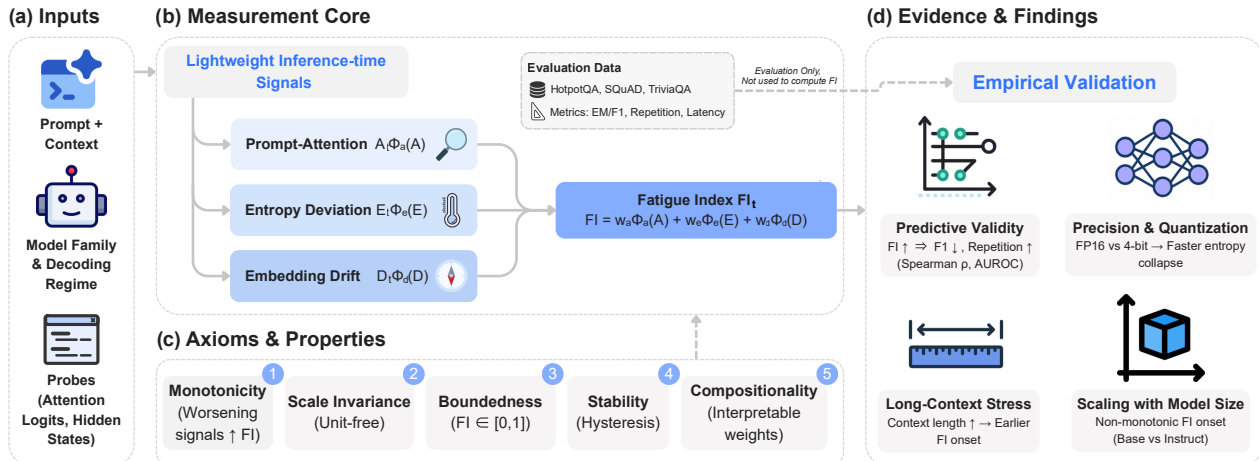 (a) Inputs
Prompt +
Context
Model Family
& Decoding
Regime
Probes
(Attention
Logits, Hidden
States)
(b) Measurement Core
Lightweight Inference-time
Signals
Prompt-Attention AₜΦₐ(A)
Entropy Deviation EₜΦₑ(E)
Embedding Drift DₜΦ_d(D)
Evaluation Data
HotpotQA, SQuAD, TriviaQA
Metrics: EM/F1, Repetition, Latency
Evaluation Only,
Not used to compute FI
Fatigue Index FIₜ
FI = wₐΦₐ(A) + wₑΦₑ(E) + w_dΦ_d(D)
(c) Axioms & Properties
1
Monotonicity
(Worsening
signals ↑ FI)
2
Scale Invariance
(Unit-free)
3
Boundedness
(FI ∈ [0,1])
4
Stability
(Hysteresis)
5
Compositionality
(Interpretable
weights)
(d) Evidence & Findings
Empirical Validation
Predictive Validity
FI ↑ ⇒ F1 ↓, Repetition ↑
(Spearman ρ, AUROC)
Precision & Quantization
FP16 vs 4-bit → Faster entropy
collapse
Long-Context Stress
Context length ↑ → Earlier
FI onset
Scaling with Model Size
Non-monotonic FI onset
(Base vs Instruct)